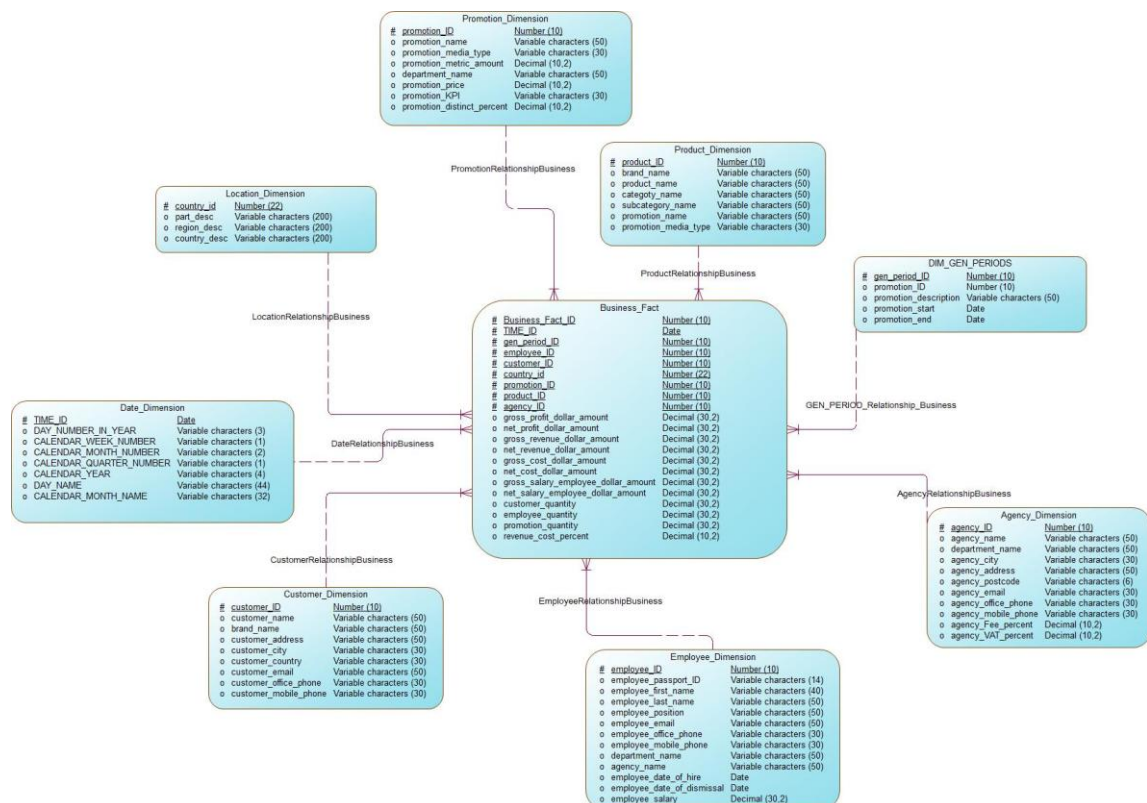 Promotion_Dimension
# promotion_ID Number (10)
o promotion_name Variable characters (50)
o promotion_media_type Variable characters (30)
o promotion_metric_amount Decimal (10,2)
o department_name Variable characters (50)
o promotion_price Decimal (10,2)
o promotion_KPI Variable characters (30)
o promotion_distinct_percent Decimal (10,2)
PromotionRelationshipBusiness
Product_Dimension
# product_ID Number (10)
o brand_name Variable characters (50)
o product_name Variable characters (50)
o categoty_name Variable characters (50)
o subcategory_name Variable characters (50)
o promotion_name Variable characters (50)
o promotion_media_type Variable characters (30)
ProductRelationshipBusiness
Location_Dimension
# country_id Number (22)
o part_desc Variable characters (200)
o region_desc Variable characters (200)
o country_desc Variable characters (200)
LocationRelationshipBusiness
DIM_GEN_PERIODS
# gen_period_ID Number (10)
o promotion_ID Number (10)
o promotion_description Variable characters (50)
o promotion_start Date
o promotion_end Date
GEN_PERIOD_Relationship_Business
Business_Fact
# Business_Fact_ID Number (10)
# TIME_ID Date
# gen_period_ID Number (10)
# employee_ID Number (10)
# customer_ID Number (10)
# country_id Number (22)
# promotion_ID Number (10)
# product_ID Number (10)
# agency_ID Number (10)
o gross_profit_dollar_amount Decimal (30,2)
o net_profit_dollar_amount Decimal (30,2)
o gross_revenue_dollar_amount Decimal (30,2)
o net_revenue_dollar_amount Decimal (30,2)
o gross_cost_dollar_amount Decimal (30,2)
o net_cost_dollar_amount Decimal (30,2)
o gross_salary_employee_dollar_amount Decimal (30,2)
o net_salary_employee_dollar_amount Decimal (30,2)
o customer_quantity Decimal (30,2)
o employee_quantity Decimal (30,2)
o promotion_quantity Decimal (30,2)
o revenue_cost_percent Decimal (10,2)
Date_Dimension
# TIME_ID Date
o DAY_NUMBER_IN_YEAR Variable characters (3)
o CALENDAR_WEEK_NUMBER Variable characters (1)
o CALENDAR_MONTH_NUMBER Variable characters (2)
o CALENDAR_QUARTER_NUMBER Variable characters (1)
o CALENDAR_YEAR Variable characters (4)
o DAY_NAME Variable characters (44)
o CALENDAR_MONTH_NAME Variable characters (32)
DateRelationshipBusiness
AgencyRelationshipBusiness
Agency_Dimension
# agency_ID Number (10)
o agency_name Variable characters (50)
o department_name Variable characters (50)
o agency_city Variable characters (30)
o agency_address Variable characters (50)
o agency_postcode Variable characters (6)
o agency_email Variable characters (30)
o agency_office_phone Variable characters (30)
o agency_mobile_phone Variable characters (30)
o agency_Fee_percent Decimal (10,2)
o agency_VAT_percent Decimal (10,2)
CustomerRelationshipBusiness
Customer_Dimension
# customer_ID Number (10)
o customer_name Variable characters (50)
o brand_name Variable characters (50)
o customer_address Variable characters (50)
o customer_city Variable characters (30)
o customer_country Variable characters (30)
o customer_email Variable characters (50)
o customer_office_phone Variable characters (30)
o customer_mobile_phone Variable characters (30)
EmployeeRelationshipBusiness
Employee_Dimension
# employee_ID Number (10)
o employee_passport_ID Variable characters (14)
o employee_first_name Variable characters (40)
o employee_last_name Variable characters (50)
o employee_position Variable characters (50)
o employee_email Variable characters (50)
o employee_office_phone Variable characters (30)
o employee_mobile_phone Variable characters (30)
o department_name Variable characters (50)
o agency_name Variable characters (50)
o employee_date_of_hire Date
o employee_date_of_dismissal Date
o employee_salary Decimal (30,2)